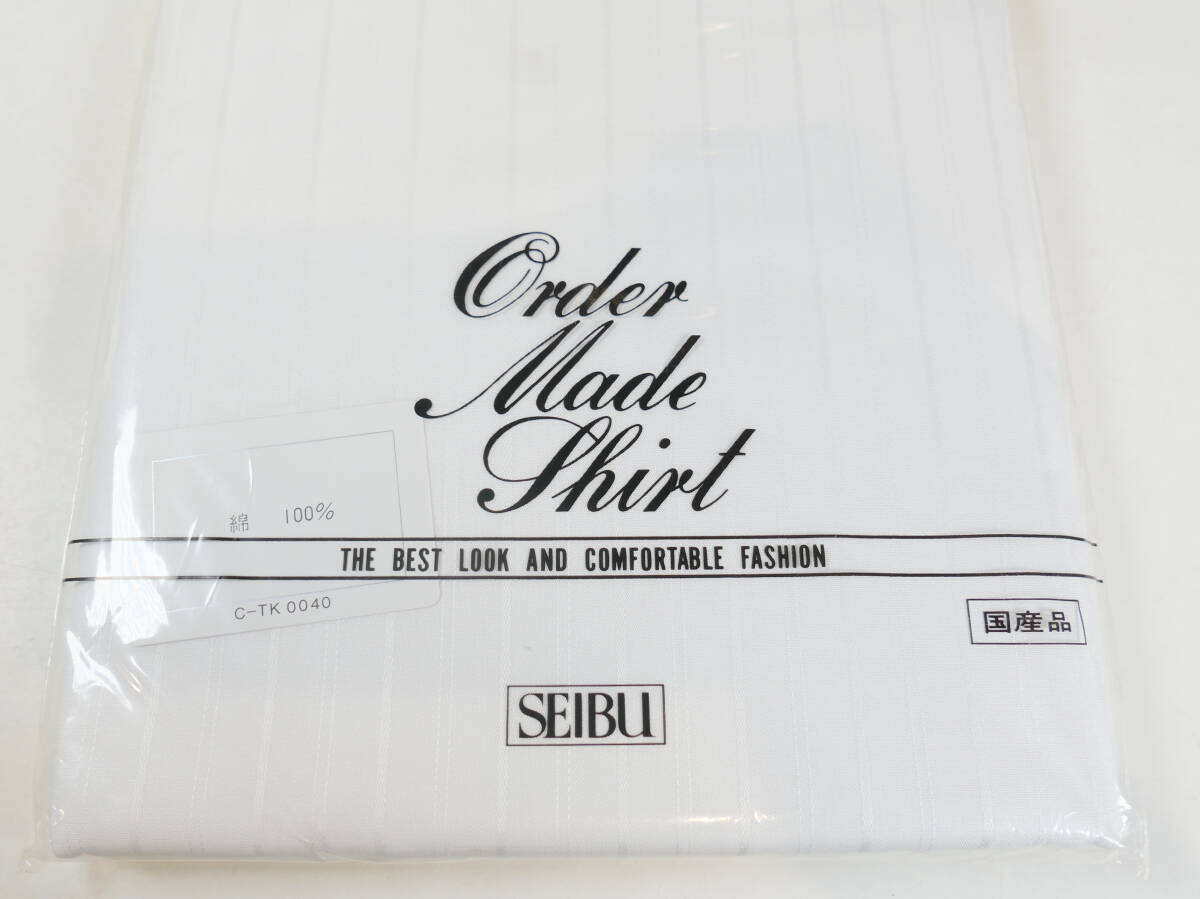 Order
Made
Shirt
綿 100%
THE BEST LOOK AND COMFORTABLE FASHION
C-TK 0040
国産品
SEIBU